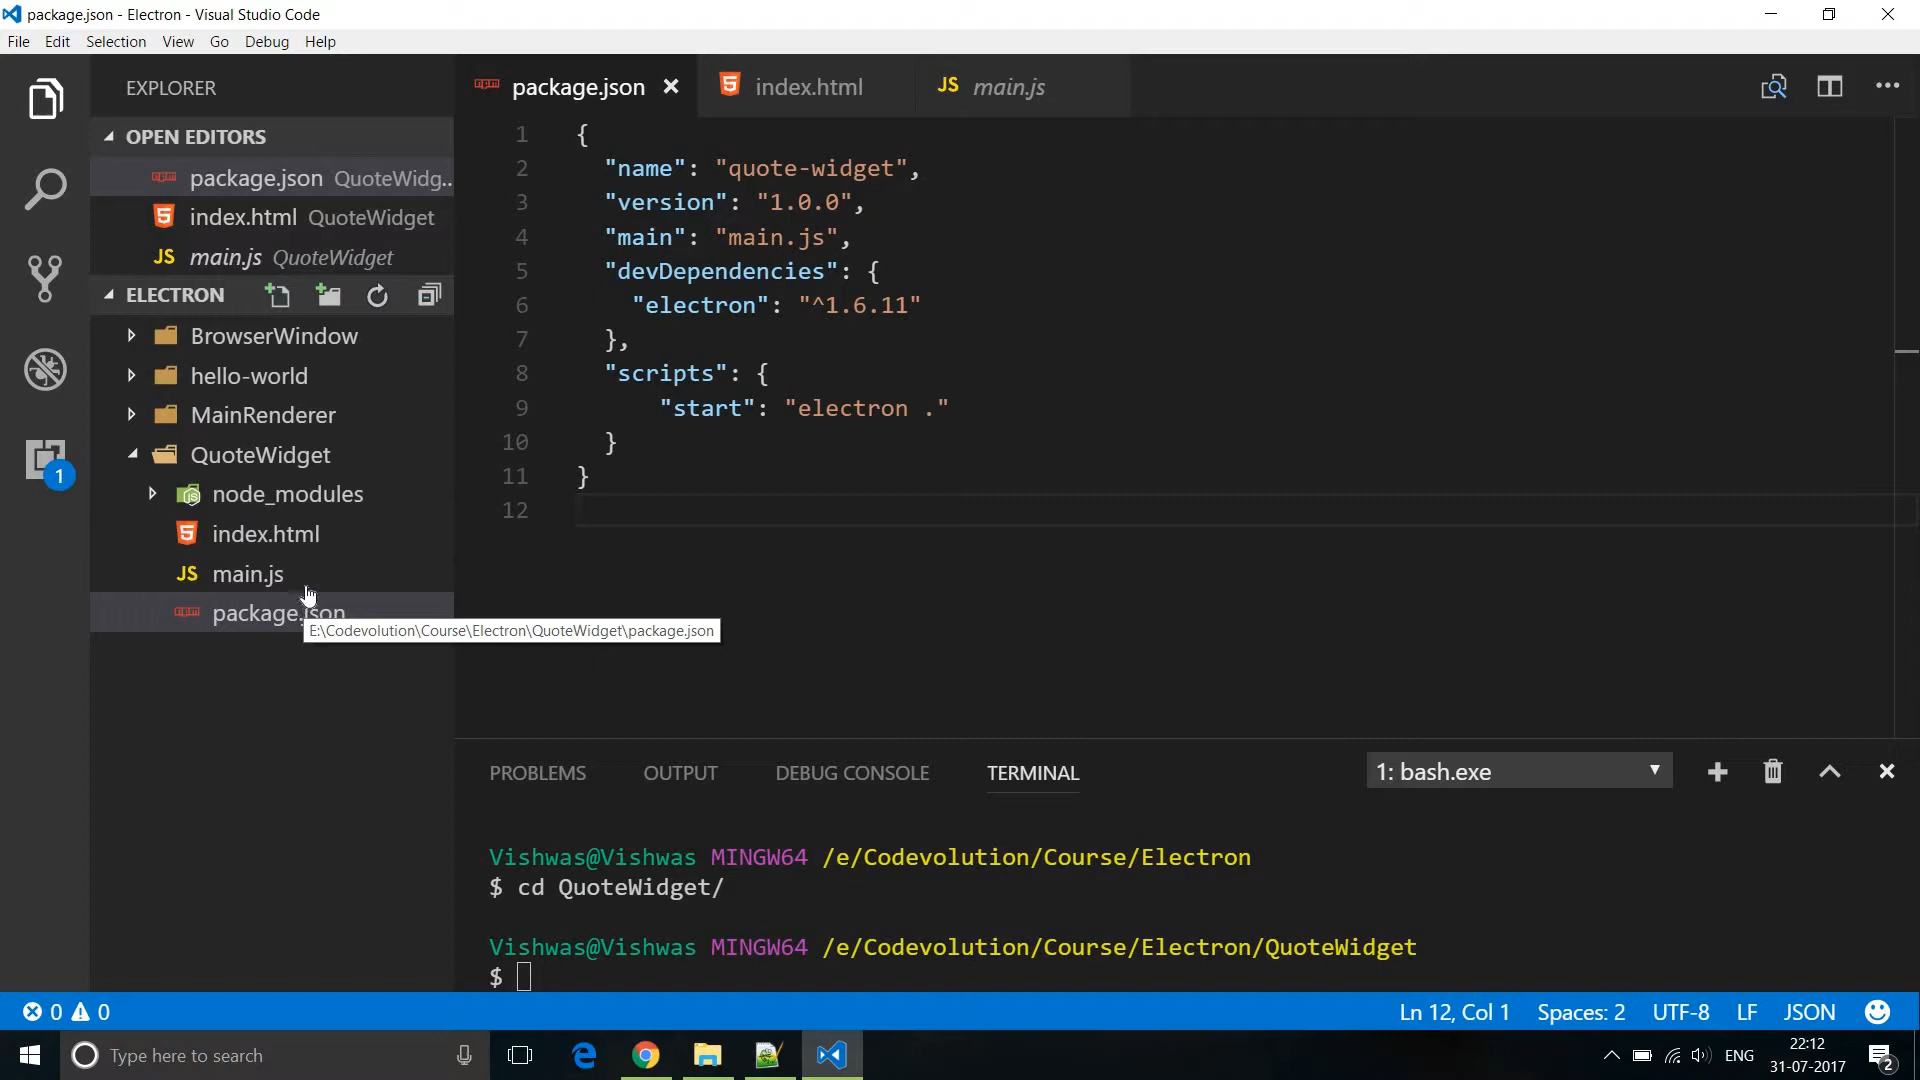 package.json - Electron - Visual Studio Code
File Edit Selection View Go Debug Help
EXPLORER
OPEN EDITORS
package.json QuoteWidg...
index.html QuoteWidget
JS main.js QuoteWidget
ELECTRON
BrowserWindow
hello-world
MainRenderer
QuoteWidget
node_modules
index.html
JS main.js
package.json
E:\Codevolution\Course\Electron\QuoteWidget\package.json
1
package.json index.html JS main.js
1 {
2 "name": "quote-widget",
3 "version": "1.0.0",
4 "main": "main.js",
5 "devDependencies": {
6 "electron": "^1.6.11"
7 },
8 "scripts": {
9 "start": "electron ."
10 }
11 }
12
PROBLEMS OUTPUT DEBUG CONSOLE TERMINAL 1: bash.exe
Vishwas@Vishwas MINGW64 /e/Codevolution/Course/Electron
$ cd QuoteWidget/
Vishwas@Vishwas MINGW64 /e/Codevolution/Course/Electron/QuoteWidget
$
0 0 Ln 12, Col 1 Spaces: 2 UTF-8 LF JSON
Type here to search
ENG
22:12
31-07-2017
2